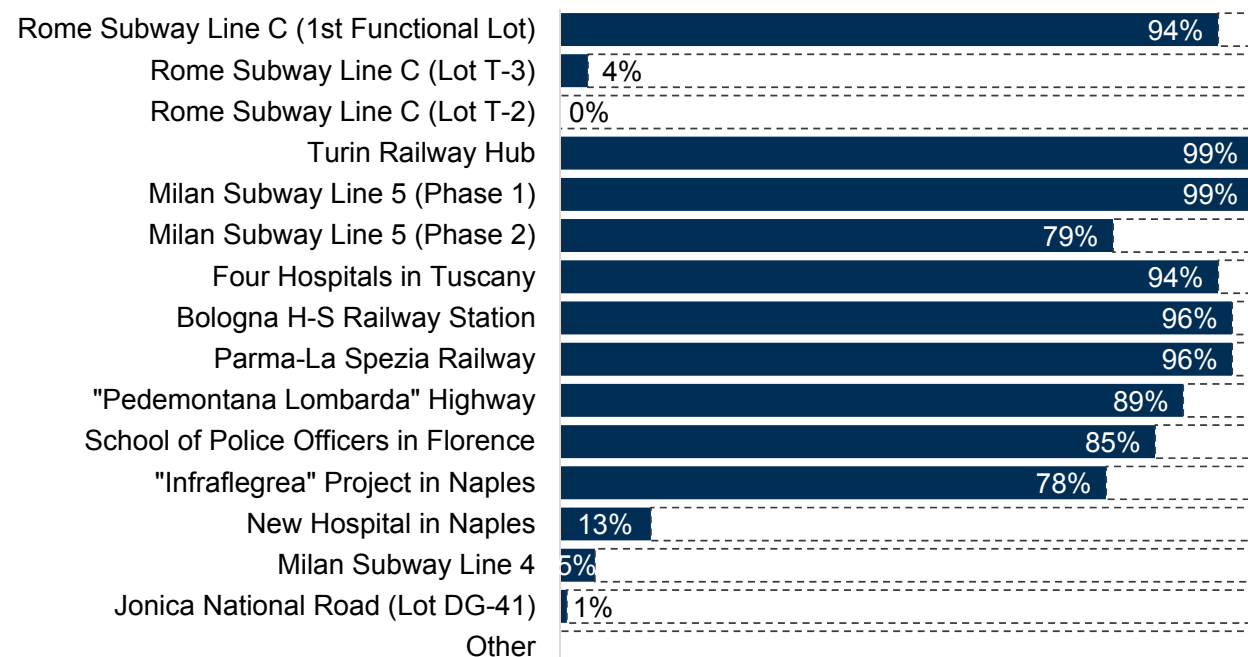 Rome Subway Line C (1st Functional Lot) 94%
Rome Subway Line C (Lot T-3) 4%
Rome Subway Line C (Lot T-2) 0%
Turin Railway Hub 99%
Milan Subway Line 5 (Phase 1) 99%
Milan Subway Line 5 (Phase 2) 79%
Four Hospitals in Tuscany 94%
Bologna H-S Railway Station 96%
Parma-La Spezia Railway 96%
"Pedemontana Lombarda" Highway 89%
School of Police Officers in Florence 85%
"Infraflegrea" Project in Naples 78%
New Hospital in Naples 13%
Milan Subway Line 4 5%
Jonica National Road (Lot DG-41) 1%
Other